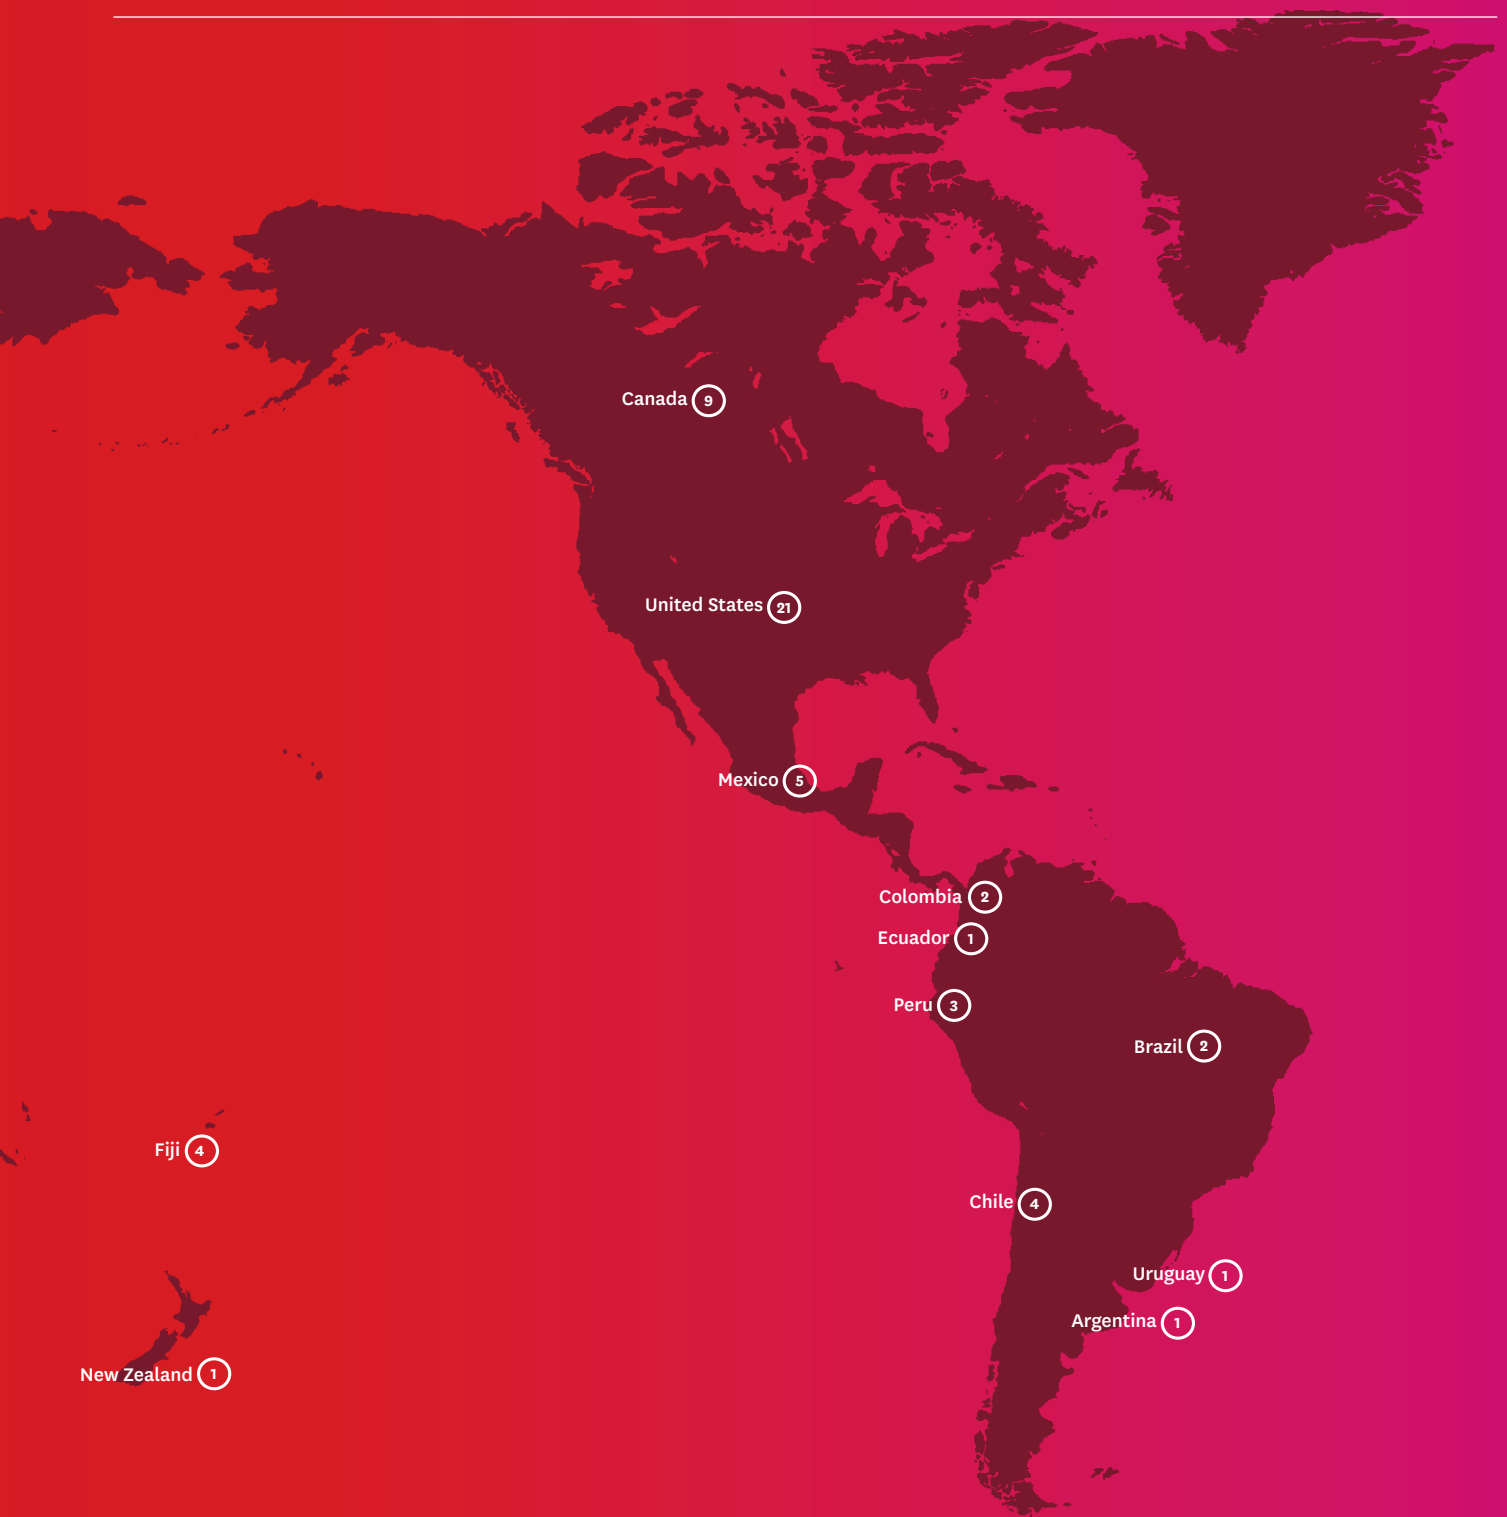 Canada 9
United States 21
Mexico 5
Colombia 2
Ecuador 1
Peru 3
Brazil 2
Fiji 4
Chile 4
Uruguay 1
Argentina 1
New Zealand 1